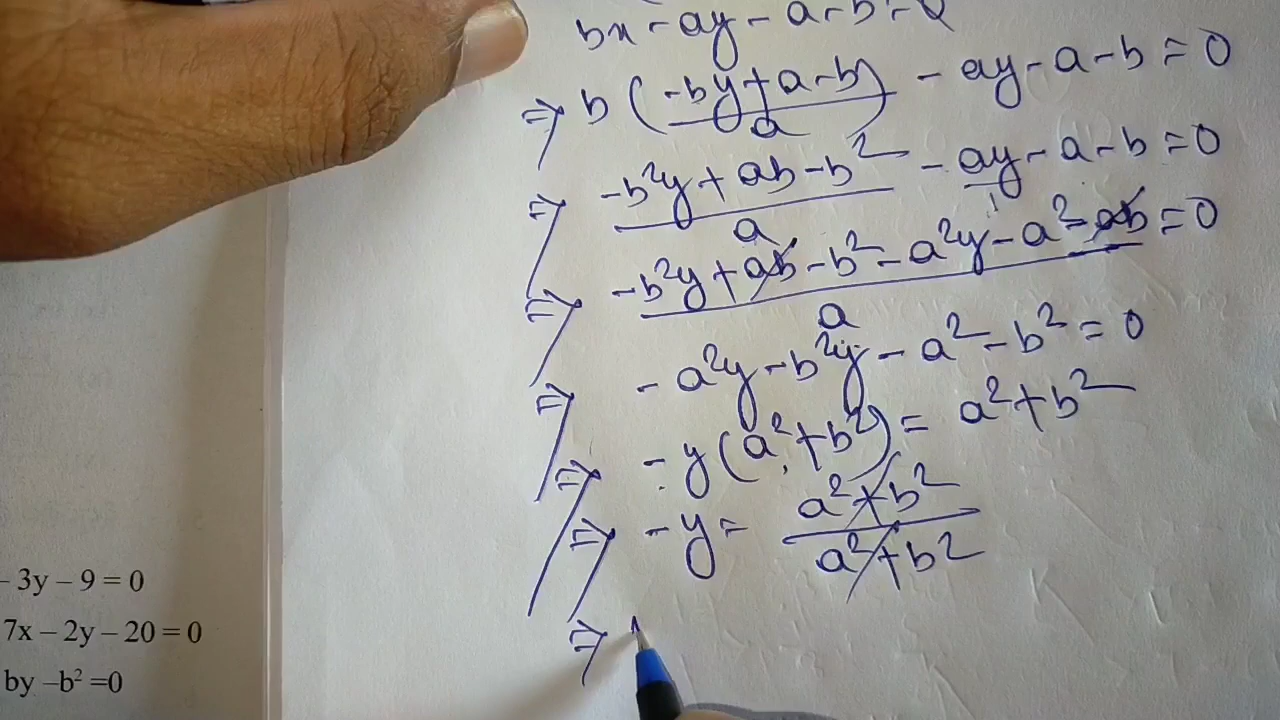 bx - ay - a - b = 0
⇒ b (-by + a - b)/a - ay - a - b = 0
⇒ (-b²y + ab - b²)/a - ay - a - b = 0
⇒ (-b²y + ab - b² - a²y - a² - ab)/a = 0
⇒ - a²y - b²y - a² - b² = 0
⇒ - y(a² + b²) = a² + b²
⇒ - y = (a² + b²)/(a² + b²)
⇒
- 3y – 9 = 0
7x – 2y – 20 = 0
by –b² =0